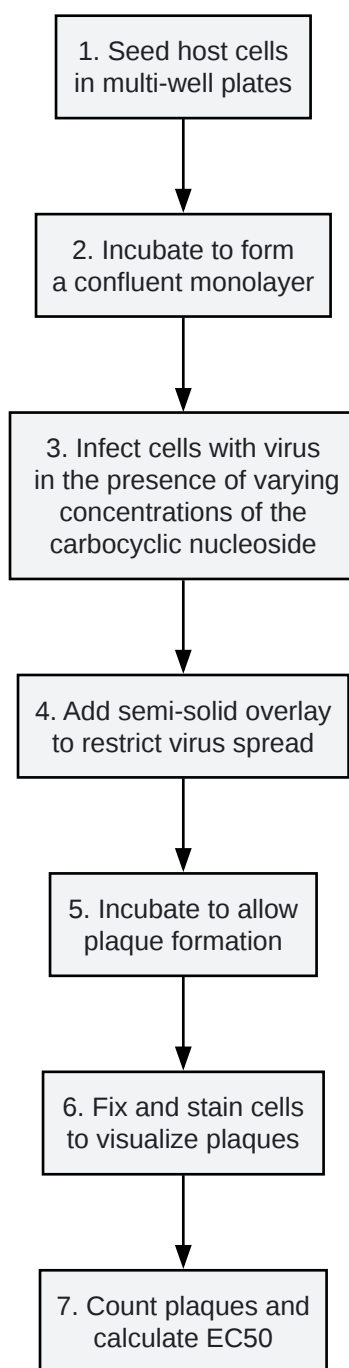 1. Seed host cells
in multi-well plates
2. Incubate to form
a confluent monolayer
3. Infect cells with virus
in the presence of varying
concentrations of the
carbocyclic nucleoside
4. Add semi-solid overlay
to restrict virus spread
5. Incubate to allow
plaque formation
6. Fix and stain cells
to visualize plaques
7. Count plaques and
calculate EC50